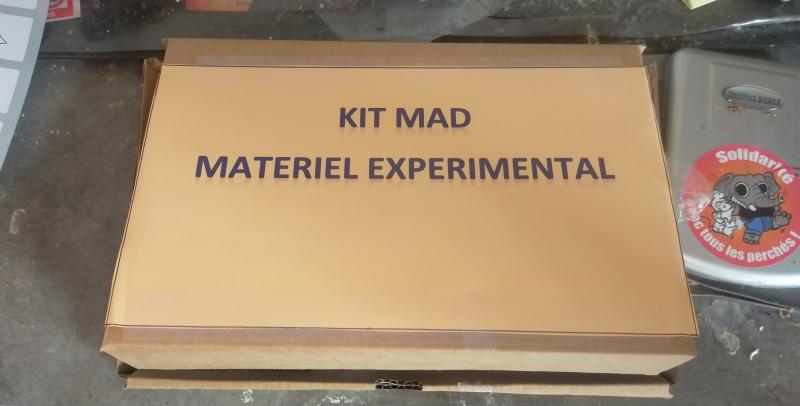 KIT MAD
MATERIEL EXPERIMENTAL
Solidarité
tous les perchés !